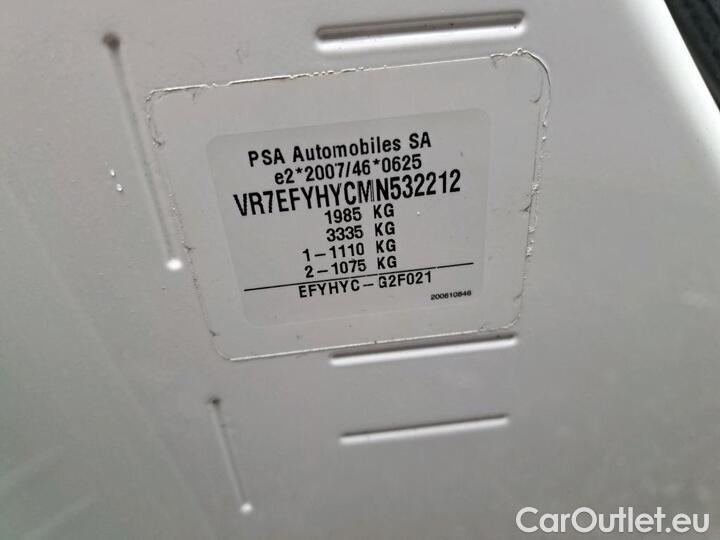 PSA Automobiles SA
e2*2007/46*0625
VR7EFYHYCMN532212
1985 KG
3335 KG
1-1110 KG
2-1075 KG
EFYHYC-G2F021
200610846
CarOutlet.eu